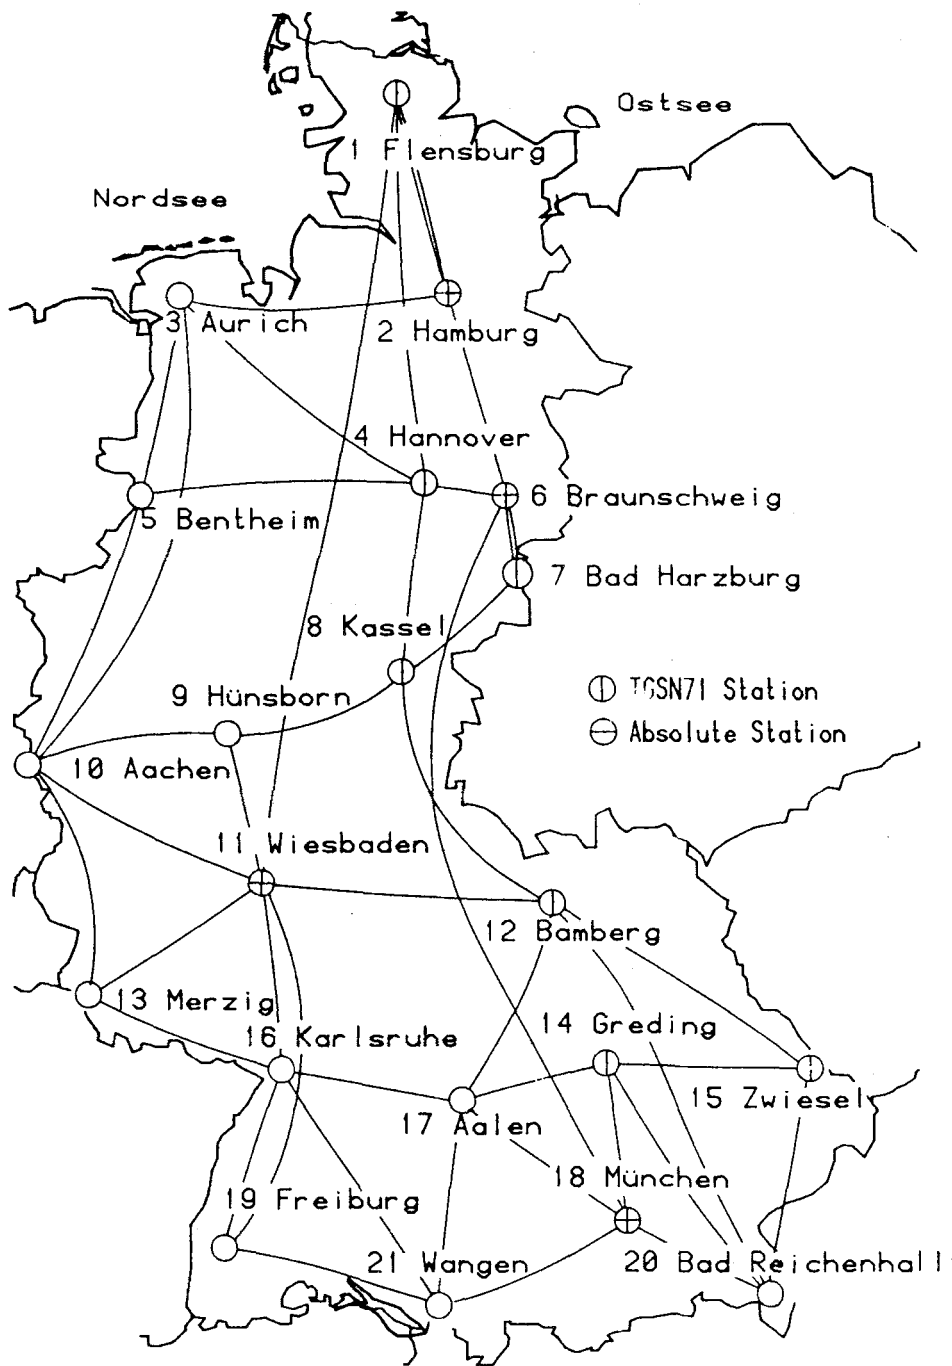 Ostsee
1 Flensburg
Nordsee
3 Aurich
2 Hamburg
4 Hannover
6 Braunschweig
5 Bentheim
7 Bad Harzburg
8 Kassel
9 Hünsborn
TGSN71 Station
Absolute Station
10 Aachen
11 Wiesbaden
12 Bamberg
13 Merzig
14 Greding
16 Karlsruhe
15 Zwiesel
17 Aalen
18 München
19 Freiburg
21 Wangen
20 Bad Reichenhall